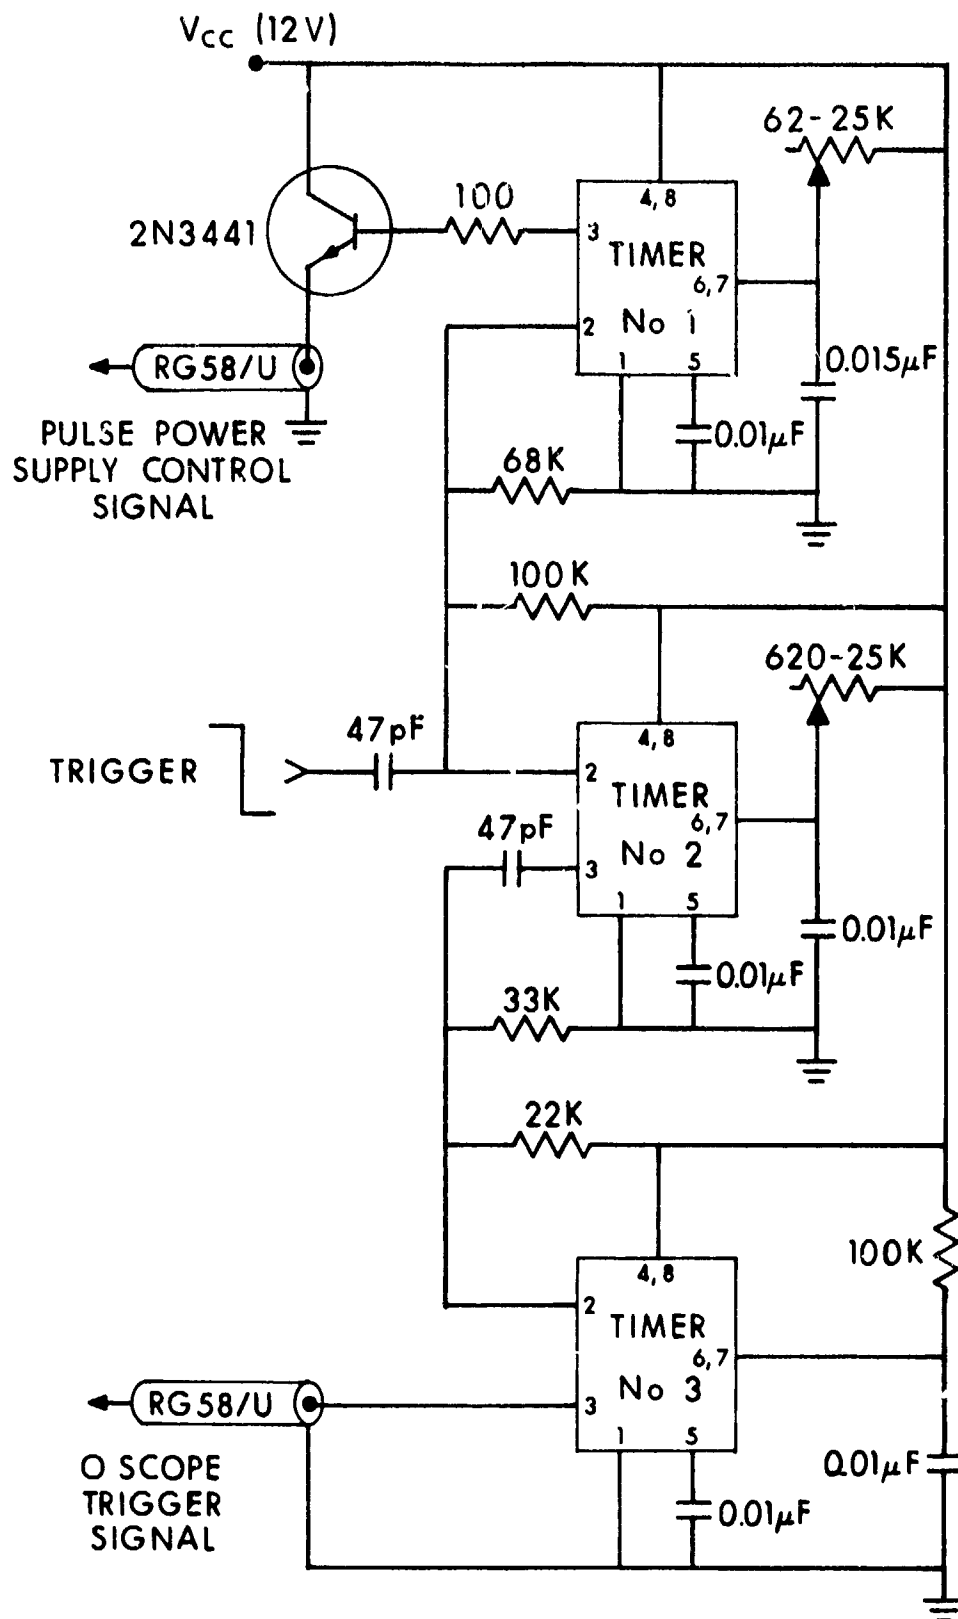 VCC (12V)
62-25K
100
4,8
2N3441
3
TIMER
6,7
2
No 1
1
5
RG58/U
0.015µF
0.01µF
PULSE POWER
SUPPLY CONTROL
SIGNAL
68K
100K
620-25K
47pF
4,8
TRIGGER
2
TIMER
6,7
47pF
3
No 2
1
5
0.01µF
0.01µF
33K
22K
100K
4,8
2
TIMER
6,7
No 3
RG58/U
3
1
5
O SCOPE
TRIGGER
SIGNAL
0.01µF
0.01µF